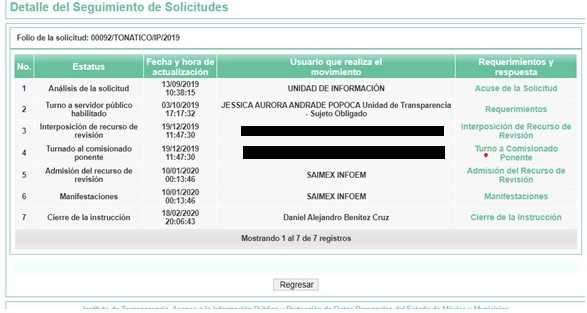 Detalle del Seguimiento de Solicitudes
Folio de la solicitud: 00092/TONATICO/IP/2019
No. Estatus Fecha y hora de actualización Usuario que realiza el movimiento Requerimientos y respuesta
1 Análisis de la solicitud 13/09/2019 10:38:15 UNIDAD DE INFORMACIÓN Acuse de la Solicitud
2 Turno a servidor público habilitado 03/10/2019 17:17:32 JESSICA AURORA ANDRADE POPOCA Unidad de Transparencia - Sujeto Obligado Requerimientos
3 Interposición de recurso de revisión 19/12/2019 11:47:30 Interposición de Recurso de Revisión
4 Turnado al comisionado ponente 19/12/2019 11:47:30 Turno a Comisionado Ponente
5 Admisión del recurso de revisión 10/01/2020 00:13:46 SAIMEX INFOEM Admisión del Recurso de Revisión
6 Manifestaciones 10/01/2020 00:13:46 SAIMEX INFOEM Manifestaciones
7 Cierre de la instrucción 18/02/2020 20:06:43 Daniel Alejandro Benítez Cruz Cierre de la Instrucción
Mostrando 1 al 7 de 7 registros
Regresar